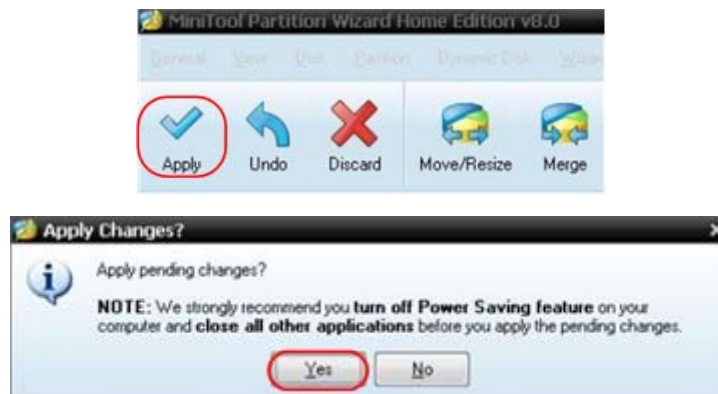 MiniTool Partition Wizard Home Edition v8.0
General View Disk Partition Dynamic Disk
Apply Undo Discard Move/Resize Merge
Apply Changes?
Apply pending changes?
NOTE: We strongly recommend you turn off Power Saving feature on your
computer and close all other applications before you apply the pending changes.
Yes No